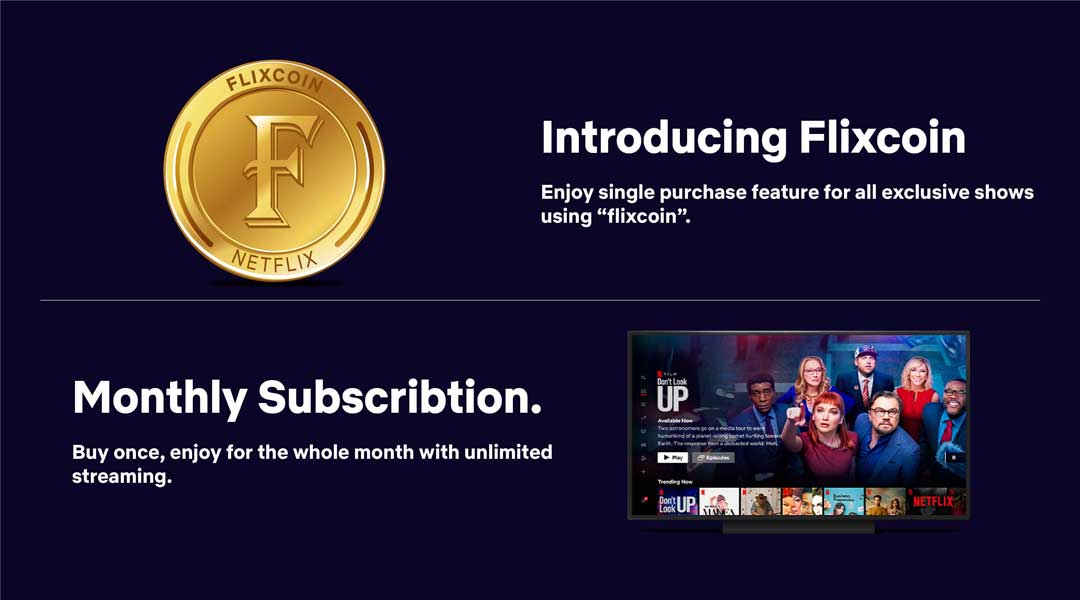 FLIXCOIN
F
NETFLIX
Introducing Flixcoin
Enjoy single purchase feature for all exclusive shows
using “flixcoin”.
Monthly Subscribtion.
Buy once, enjoy for the whole month with unlimited
streaming.
N FILM
Don't Look
UP
Available Now
Two astronomers go on a media tour to warn
humankind of a planet-killing comet hurtling toward
Earth. The response from a distracted world: Meh.
Play Episodes
Trending Now
Don't
Look UP
NETFLIX